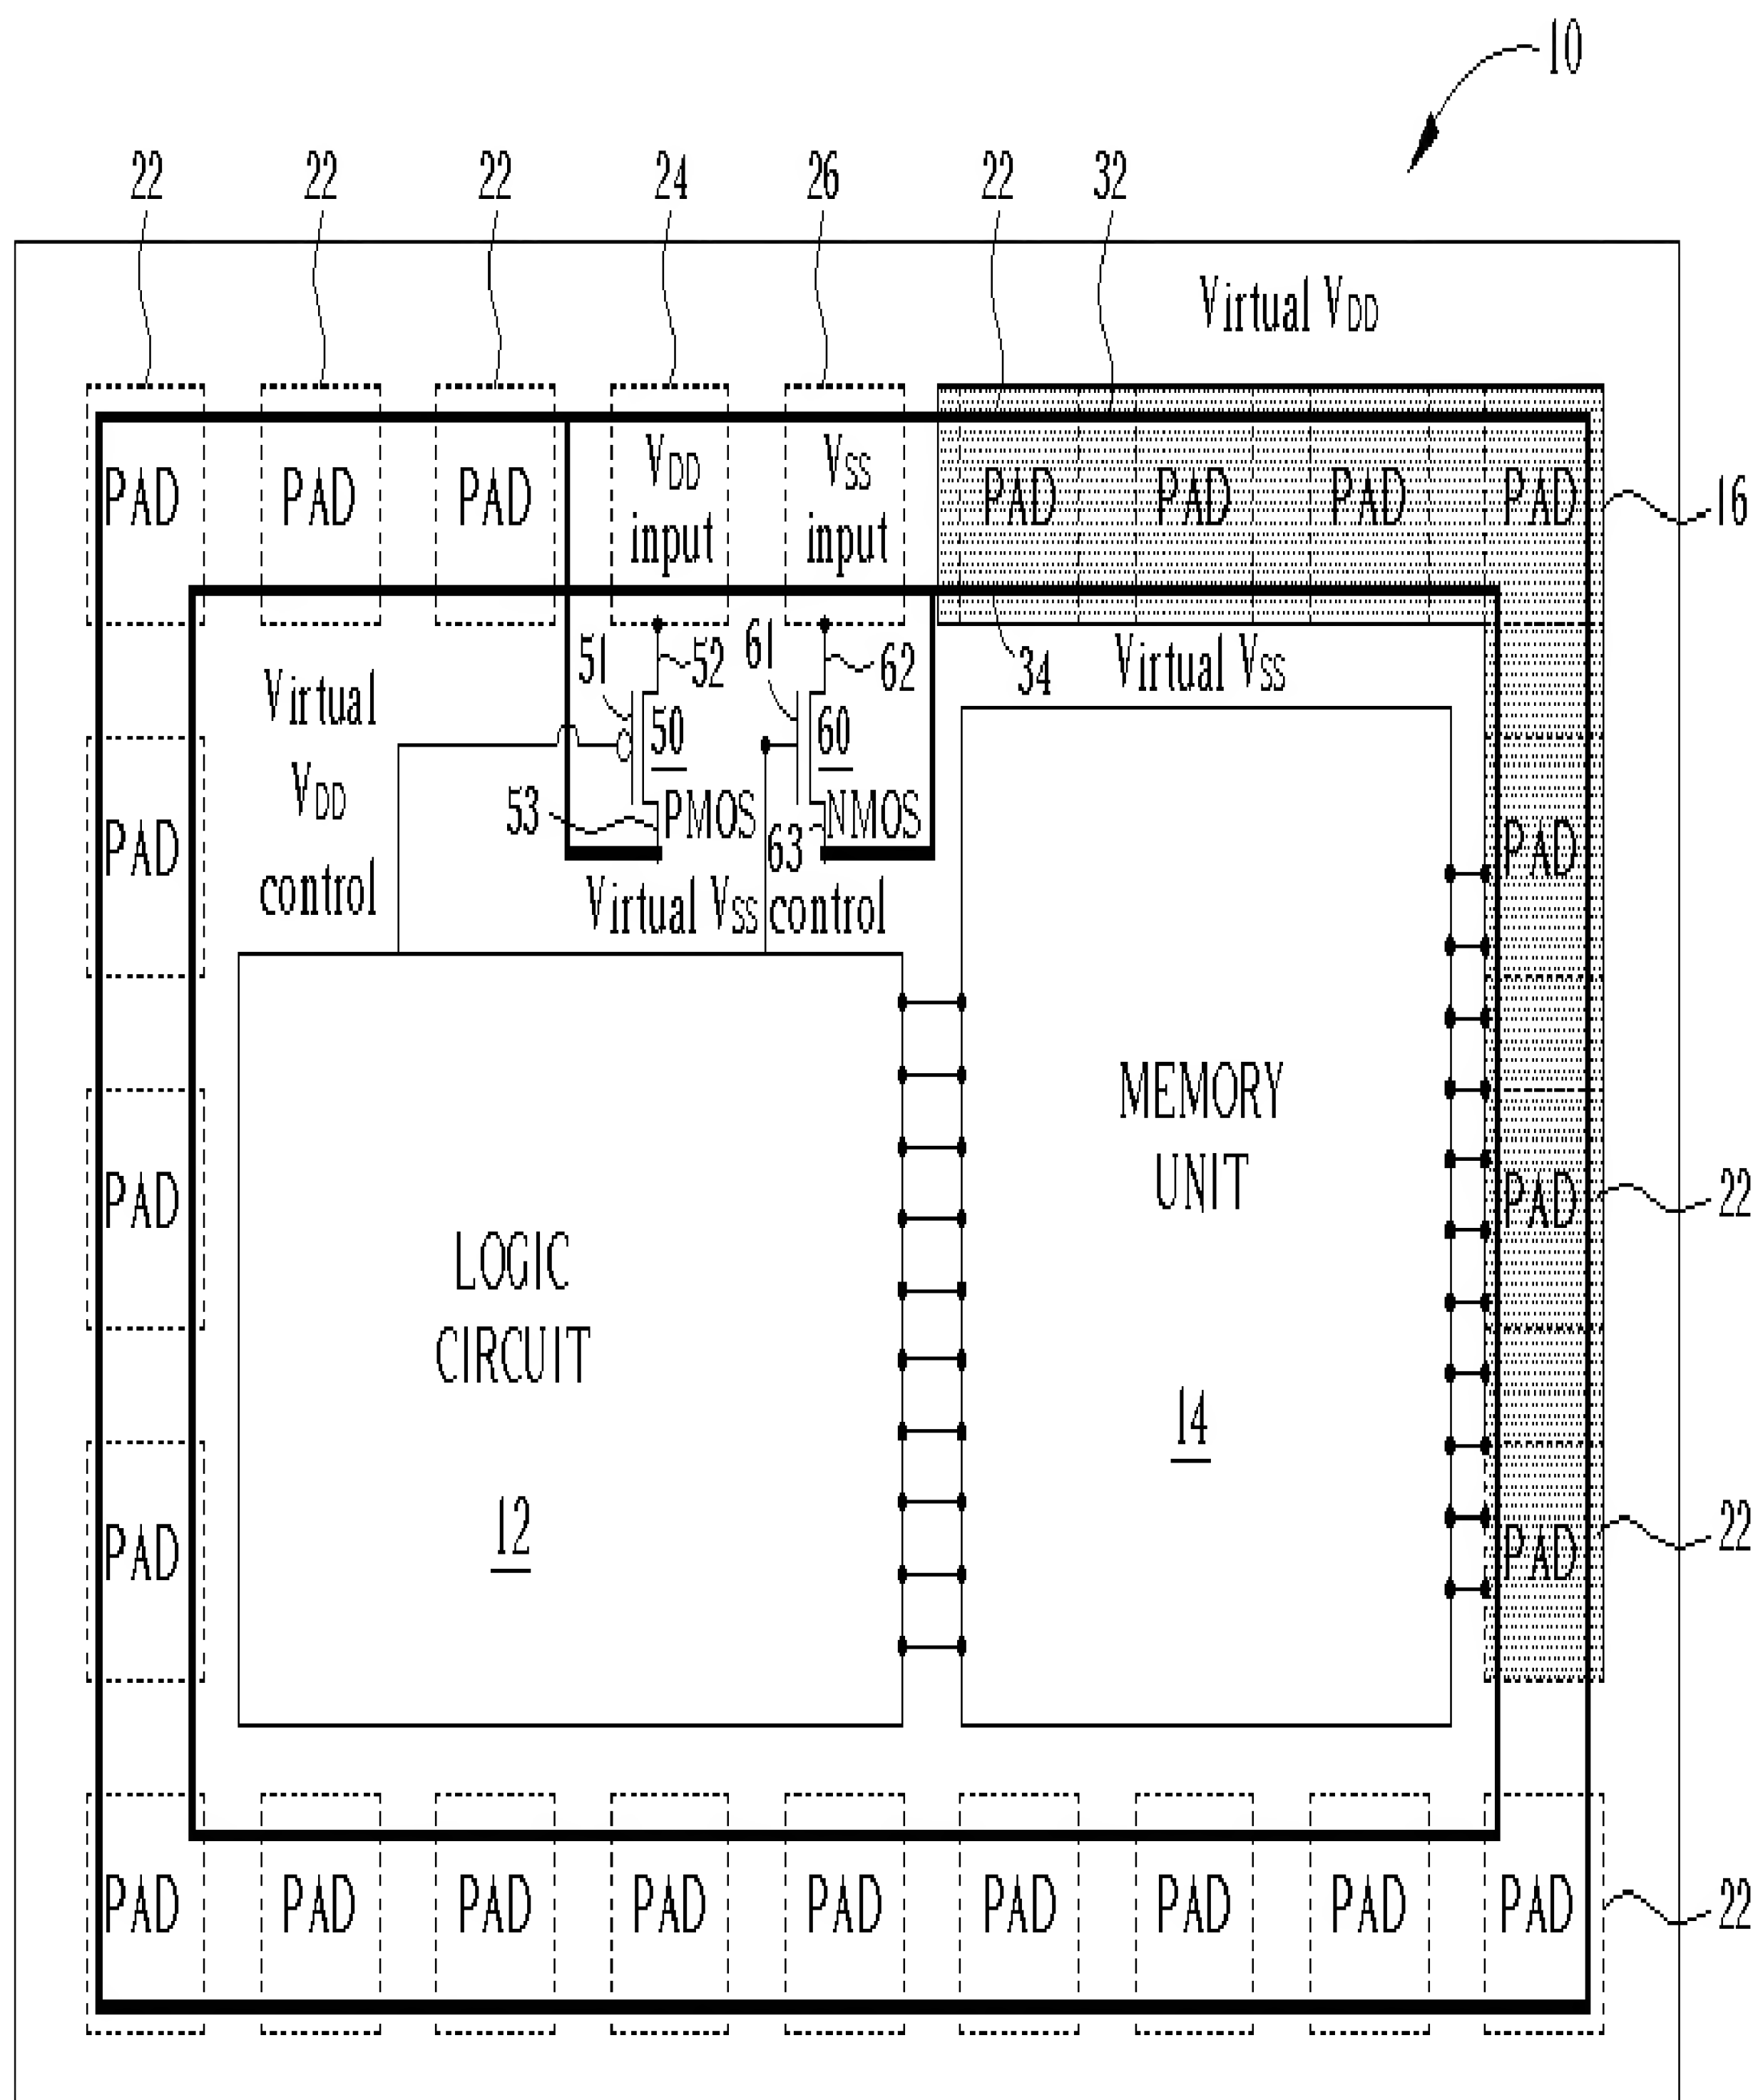 10
22 22 22 24 26 22 32
Virtual VDD
PAD PAD PAD VDD input VSS input PAD PAD PAD PAD 16
51 52 61 62 34 Virtual VSS
Virtual
VDD
control
50 60
53 PMOS 63 NMOS
Virtual VSS control
PAD PAD
MEMORY
UNIT
14
LOGIC
CIRCUIT
12
PAD PAD 22
PAD PAD 22
PAD PAD PAD PAD PAD PAD PAD PAD PAD 22